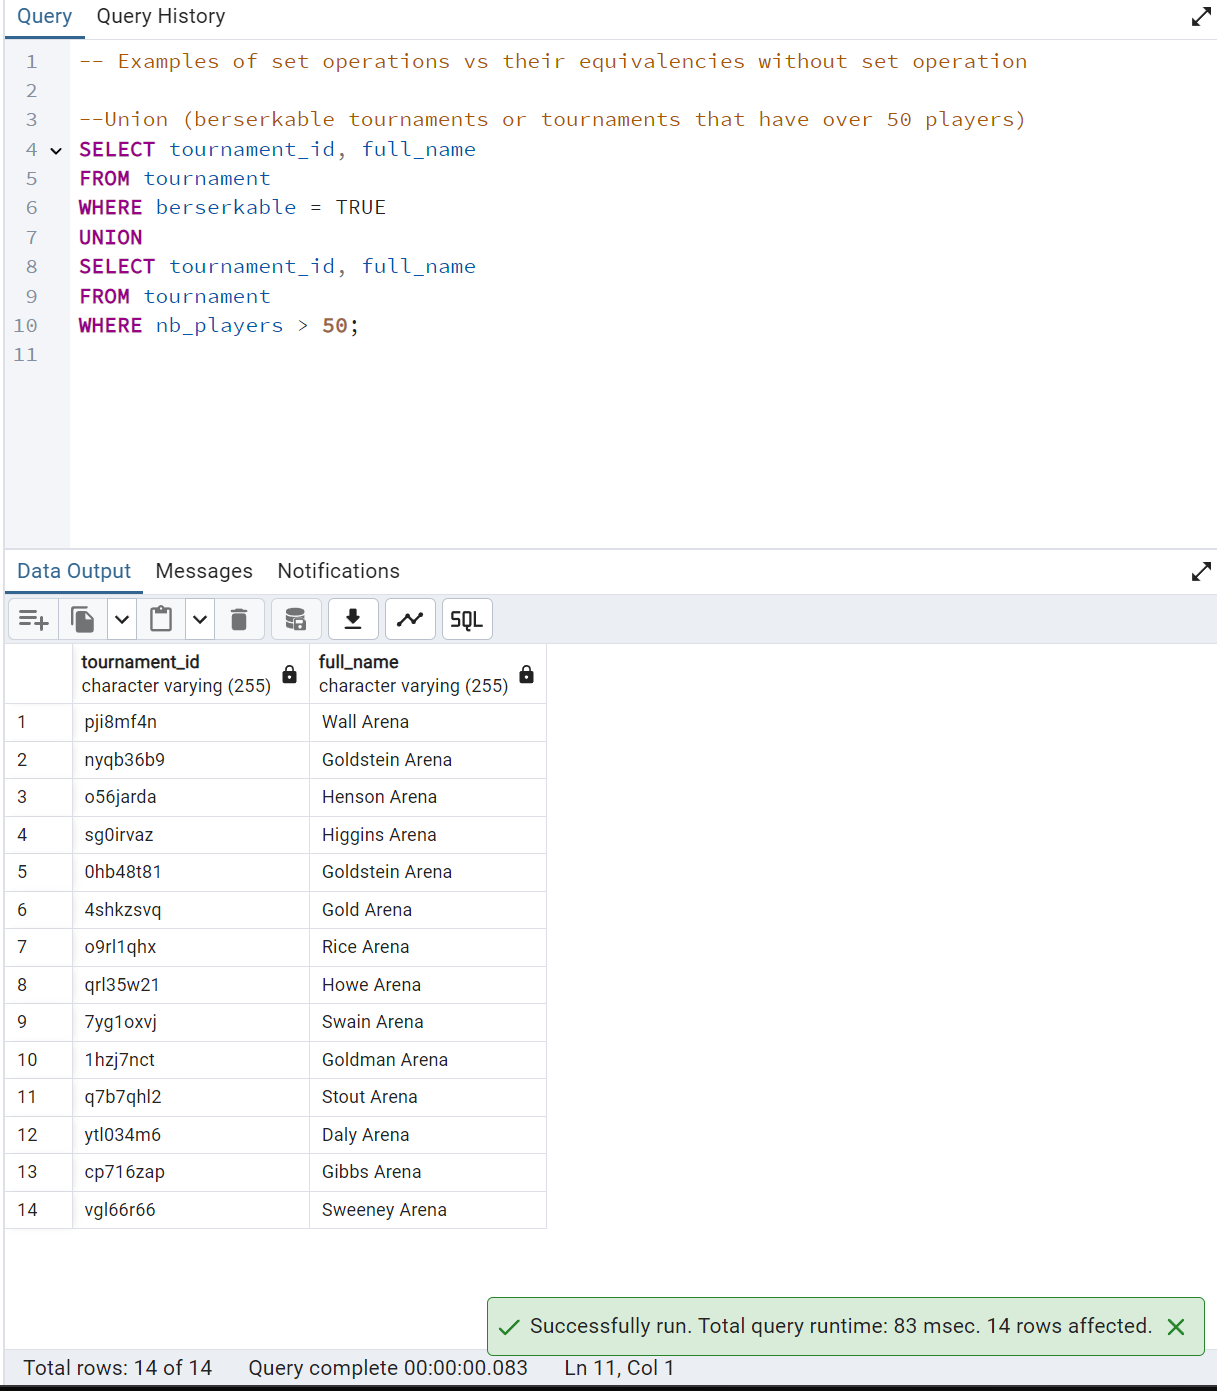 Query Query History
1 -- Examples of set operations vs their equivalencies without set operation
2
3 --Union (berserkable tournaments or tournaments that have over 50 players)
4 SELECT tournament_id, full_name
5 FROM tournament
6 WHERE berserkable = TRUE
7 UNION
8 SELECT tournament_id, full_name
9 FROM tournament
10 WHERE nb_players > 50;
11
Data Output Messages Notifications
SQL
tournament_id full_name
character varying (255) character varying (255)
1 pji8mf4n Wall Arena
2 nyqb36b9 Goldstein Arena
3 o56jarda Henson Arena
4 sg0irvaz Higgins Arena
5 0hb48t81 Goldstein Arena
6 4shkzsvq Gold Arena
7 o9rl1qhx Rice Arena
8 qrl35w21 Howe Arena
9 7yg1oxvj Swain Arena
10 1hzj7nct Goldman Arena
11 q7b7qhl2 Stout Arena
12 ytl034m6 Daly Arena
13 cp716zap Gibbs Arena
14 vgl66r66 Sweeney Arena
Successfully run. Total query runtime: 83 msec. 14 rows affected.
Total rows: 14 of 14 Query complete 00:00:00.083 Ln 11, Col 1